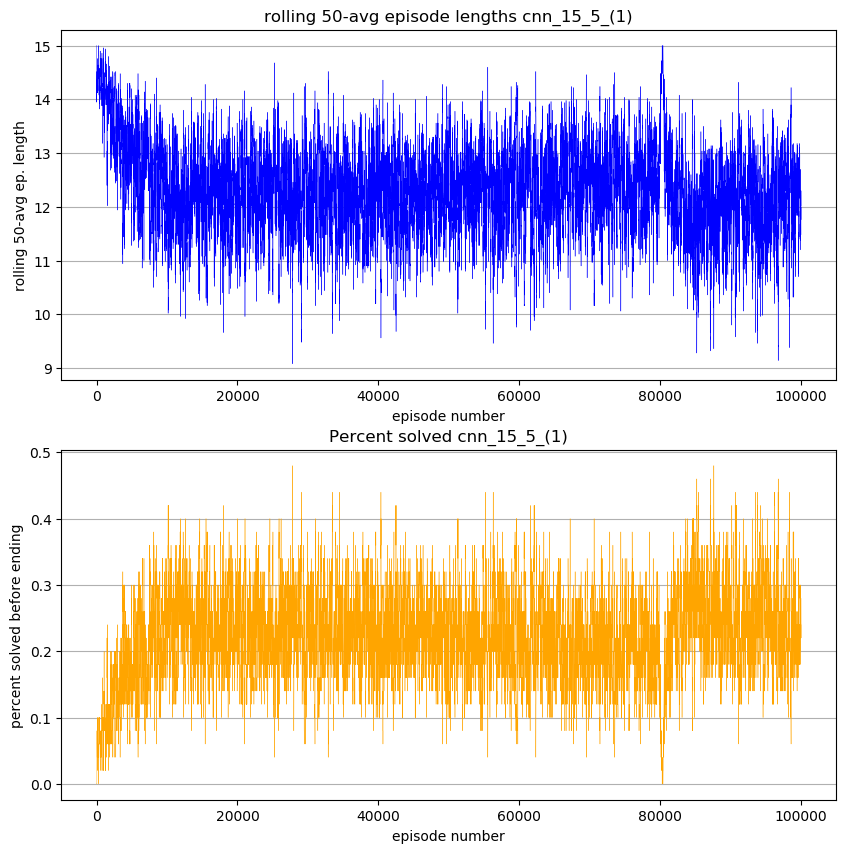 rolling 50-avg episode lengths cnn_15_5_(1)
15
14
13
12
11
10
9
rolling 50-avg ep. length
0 20000 40000 60000 80000 100000
episode number
Percent solved cnn_15_5_(1)
0.5
0.4
0.3
0.2
0.1
0.0
percent solved before ending
0 20000 40000 60000 80000 100000
episode number